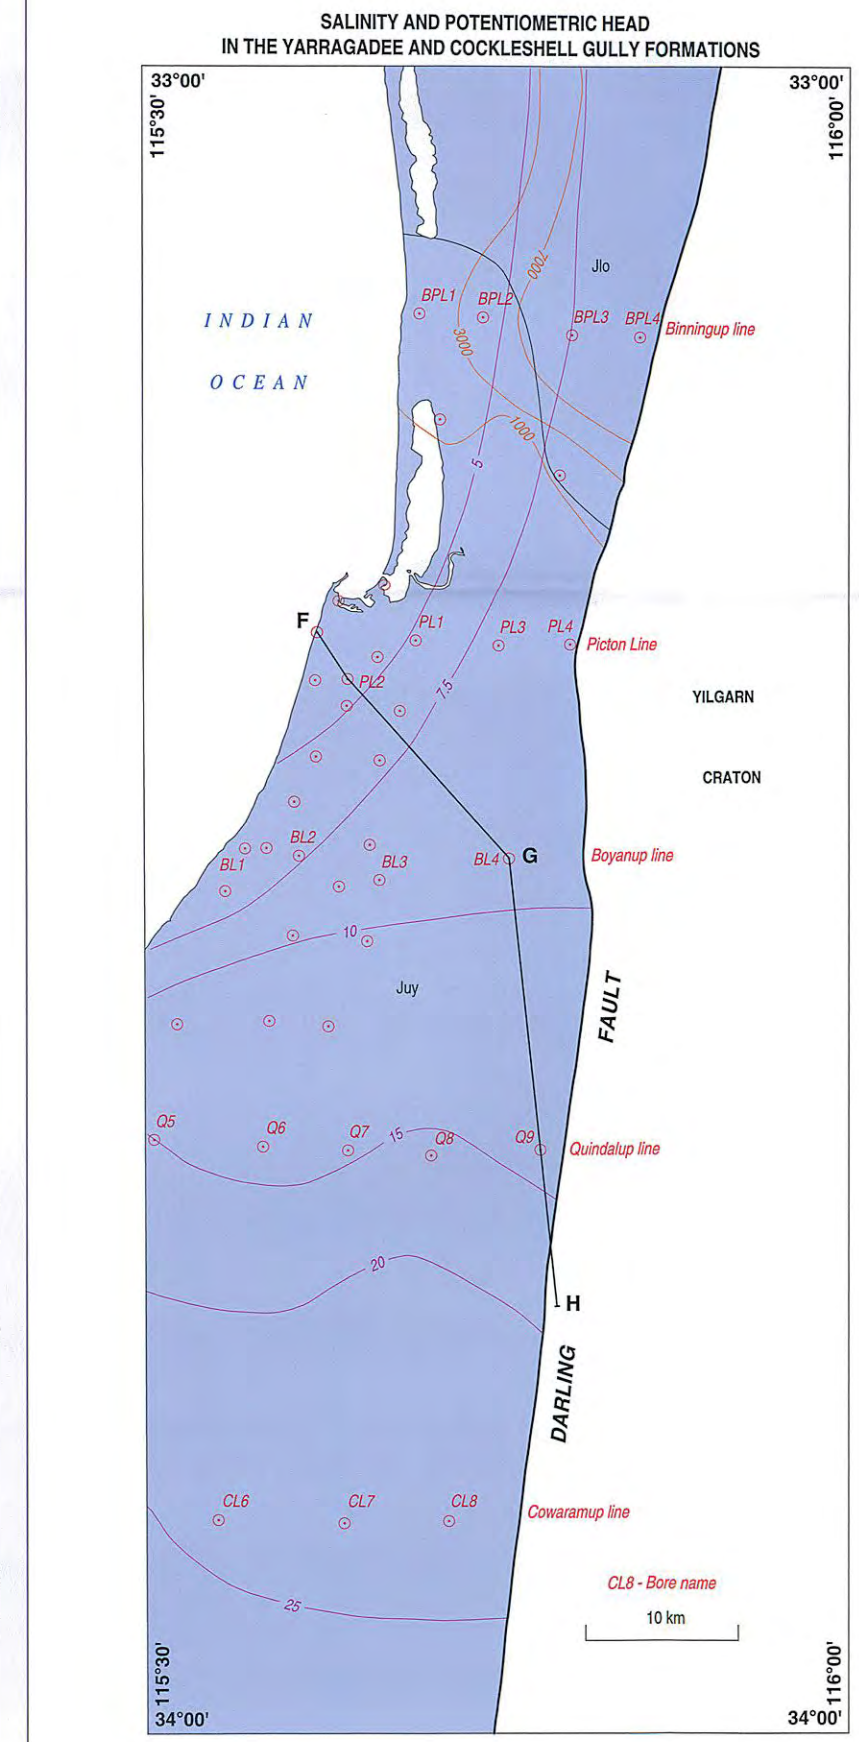 SALINITY AND POTENTIOMETRIC HEAD
IN THE YARRAGADEE AND COCKLESHELL GULLY FORMATIONS
33°00'
33°00'
115°30'
116°00'
7000
Jlo
BPL1
BPL2
BPL3
BPL4
Binningup line
INDIAN
OCEAN
3000
1000
5
F
PL1
PL3
PL4
Picton Line
PL2
7.5
YILGARN
CRATON
BL1
BL2
BL3
BL4
G
Boyanup line
10
Juy
FAULT
Q5
Q6
Q7
15
Q8
Q9
Quindalup line
20
H
DARLING
CL6
CL7
CL8
Cowaramup line
CL8 - Bore name
25
10 km
115°30'
116°00'
34°00'
34°00'